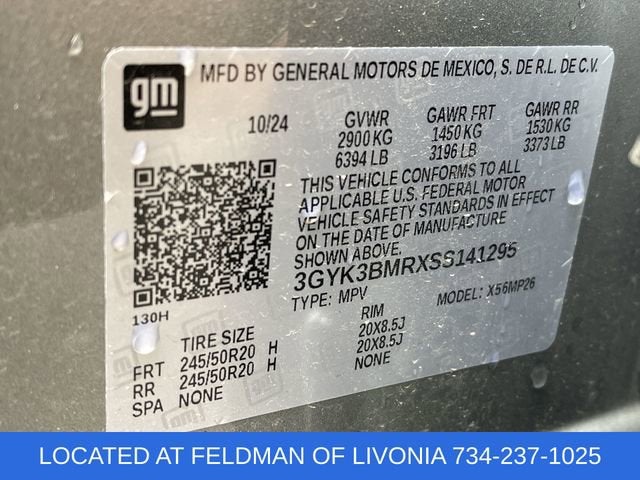 gm
MFD BY GENERAL MOTORS DE MEXICO, S. DE R.L. DE C.V.
10/24 GVWR GAWR FRT GAWR RR
2900 KG 1450 KG 1530 KG
6394 LB 3196 LB 3373 LB
THIS VEHICLE CONFORMS TO ALL
APPLICABLE U.S. FEDERAL MOTOR
VEHICLE SAFETY STANDARDS IN EFFECT
ON THE DATE OF MANUFACTURE
SHOWN ABOVE.
3GYK3BMRXSS141295
TYPE: MPV MODEL: X56MP26
130H
TIRE SIZE RIM
FRT 245/50R20 H 20X8.5J
RR 245/50R20 H 20X8.5J
SPA NONE NONE
LOCATED AT FELDMAN OF LIVONIA 734-237-1025